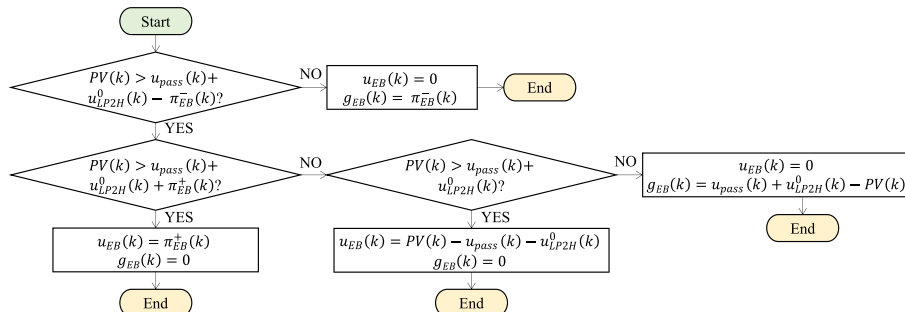 Start
PV(k) > u_pass(k)+
u^0_LP2H(k) − π^-_EB(k)?
NO
u_EB(k) = 0
g_EB(k) = π^-_EB(k)
End
YES
PV(k) > u_pass(k)+
u^0_LP2H(k) + π^+_EB(k)?
NO
PV(k) > u_pass(k)+
u^0_LP2H(k)?
NO
u_EB(k) = 0
g_EB(k) = u_pass(k) + u^0_LP2H(k) − PV(k)
End
YES
u_EB(k) = π^+_EB(k)
g_EB(k) = 0
End
YES
u_EB(k) = PV(k) − u_pass(k) − u^0_LP2H(k)
g_EB(k) = 0
End